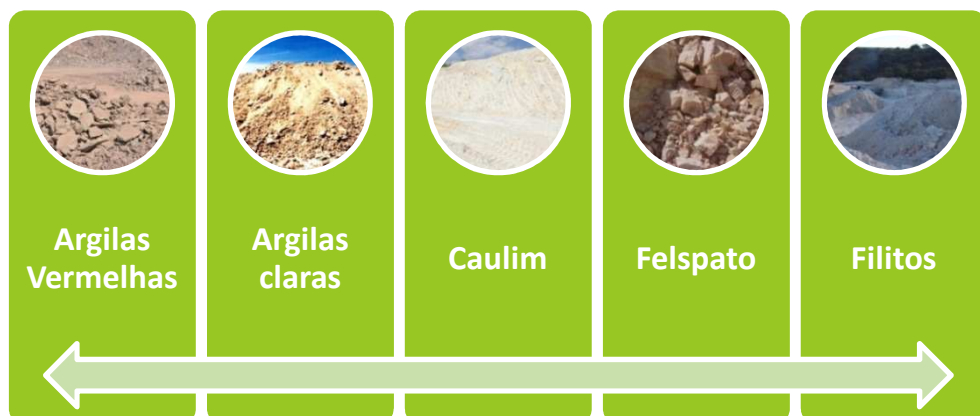 Argilas
Vermelhas
Argilas
claras
Caulim
Felspato
Filitos